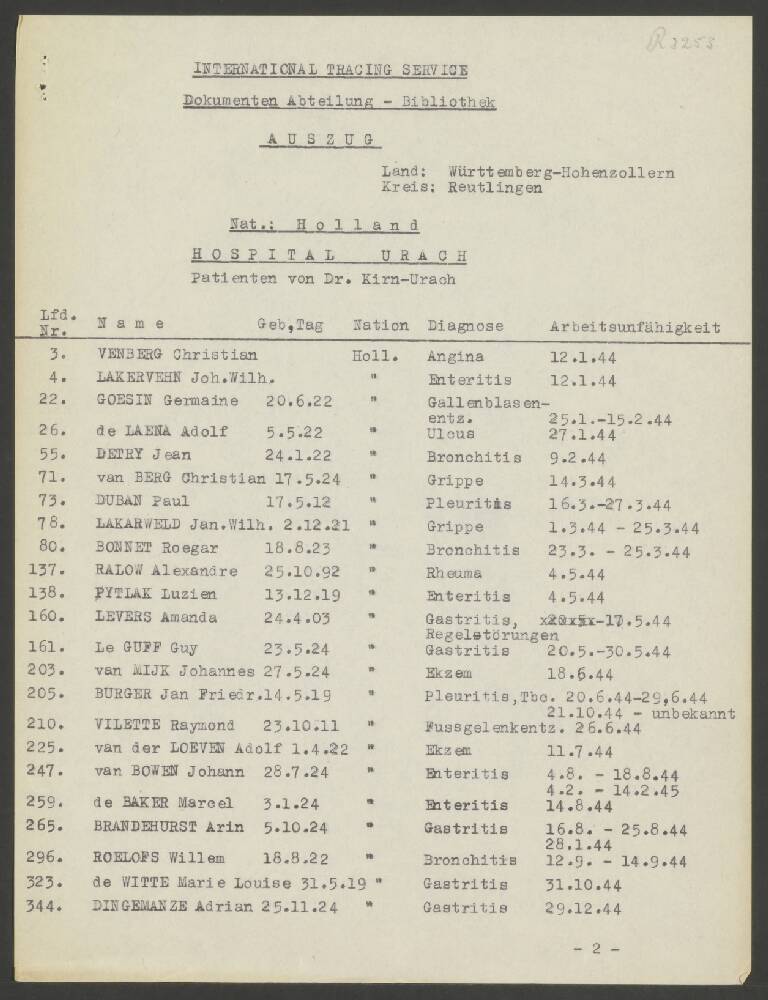 R 3253
INTERNATIONAL TRACING SERVICE
Dokumenten Abteilung - Bibliothek
A U S Z U G
Land: Württemberg-Hohenzollern
Kreis: Reutlingen
Nat.: H o l l a n d
H O S P I T A L   U R A C H
Patienten von Dr. Kirn-Urach
Lfd. Nr. N a m e Geb,Tag Nation Diagnose Arbeitsunfähigkeit
3. VENBERG Christian Holl. Angina 12.1.44
4. LAKERVEHN Joh.Wilh. " Enteritis 12.1.44
22. GOESIN Germaine 20.6.22 " Gallenblasen-
entz. 25.1.-15.2.44
26. de LAENA Adolf 5.5.22 " Ulcus 27.1.44
55. DETRY Jean 24.1.22 " Bronchitis 9.2.44
71. van BERG Christian 17.5.24 " Grippe 14.3.44
73. DUBAN Paul 17.5.12 " Pleuritis 16.3.-27.3.44
78. LAKARWELD Jan.Wilh. 2.12.21 " Grippe 1.3.44 - 25.3.44
80. BONNET Roegar 18.8.23 " Bronchitis 23.3. - 25.3.44
137. RALOW Alexandre 25.10.92 " Rheuma 4.5.44
138. PYTLAK Luzien 13.12.19 " Enteritis 4.5.44
160. LEVERS Amanda 24.4.03 " Gastritis, -17.5.44
Regelstörungen
161. Le GUFF Guy 23.5.24 " Gastritis 20.5.-30.5.44
203. van MIJK Johannes 27.5.24 " Ekzem 18.6.44
205. BURGER Jan Friedr.14.5.19 " Pleuritis,Tbc. 20.6.44-29.6.44
21.10.44 - unbekannt
210. VILETTE Raymond 23.10.11 " Fussgelenkentz. 26.6.44
225. van der LOEVEN Adolf 1.4.22 " Ekzem 11.7.44
247. van BOWEN Johann 28.7.24 " Enteritis 4.8. - 18.8.44
4.2. - 14.2.45
259. de BAKER Marcel 3.1.24 " Enteritis 14.8.44
265. BRANDEHURST Arin 5.10.24 " Gastritis 16.8. - 25.8.44
28.1.44
296. ROELOFS Willem 18.8.22 " Bronchitis 12.9. - 14.9.44
323. de WITTE Marie Louise 31.5.19 " Gastritis 31.10.44
344. DINGEMANZE Adrian 25.11.24 " Gastritis 29.12.44
- 2 -